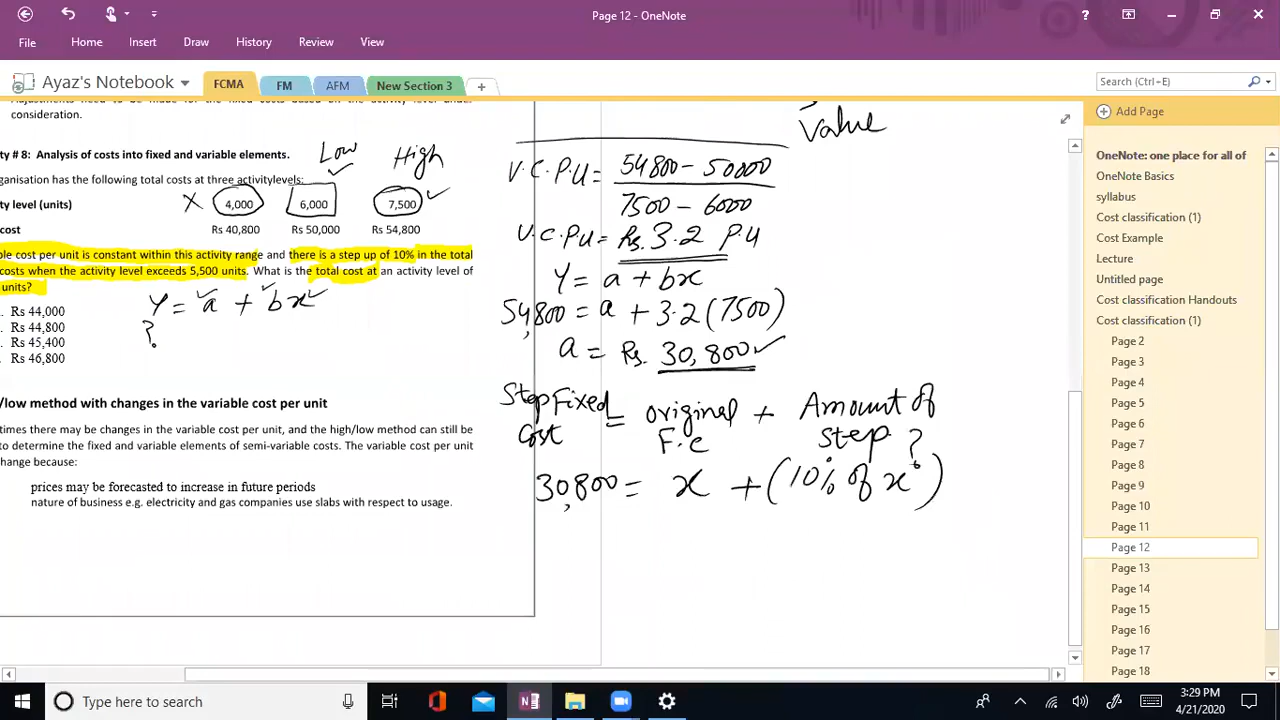 Page 12 - OneNote
File Home Insert Draw History Review View
Ayaz's Notebook FCMA FM AFM New Section 3 +
Search (Ctrl+E)
Add Page
consideration.
ty # 8: Analysis of costs into fixed and variable elements.
ganisation has the following total costs at three activitylevels:
Low High
ty level (units) X 4,000 6,000 7,500
cost Rs 40,800 Rs 50,000 Rs 54,800
le cost per unit is constant within this activity range and there is a step up of 10% in the total
costs when the activity level exceeds 5,500 units. What is the total cost at an activity level of
units?
. Rs 44,000
. Rs 44,800
. Rs 45,400
. Rs 46,800
Y = a + bx
?
/low method with changes in the variable cost per unit
times there may be changes in the variable cost per unit, and the high/low method can still be
to determine the fixed and variable elements of semi-variable costs. The variable cost per unit
change because:
prices may be forecasted to increase in future periods
nature of business e.g. electricity and gas companies use slabs with respect to usage.
Value
V.C.P.U = 54800 - 50000
7500 - 6000
V.C.P.U = Rs. 3.2 P.U
Y = a + bx
54,800 = a + 3.2 (7500)
a = Rs. 30,800
Step Fixed Cost = original F.C + Amount of Step ?
30,800 = x + (10% of x)
OneNote: one place for all of
OneNote Basics
syllabus
Cost classification (1)
Cost Example
Lecture
Untitled page
Cost classification Handouts
Cost classification (1)
Page 2
Page 3
Page 4
Page 5
Page 6
Page 7
Page 8
Page 9
Page 10
Page 11
Page 12
Page 13
Page 14
Page 15
Page 16
Page 17
Page 18
Type here to search
3:29 PM
4/21/2020